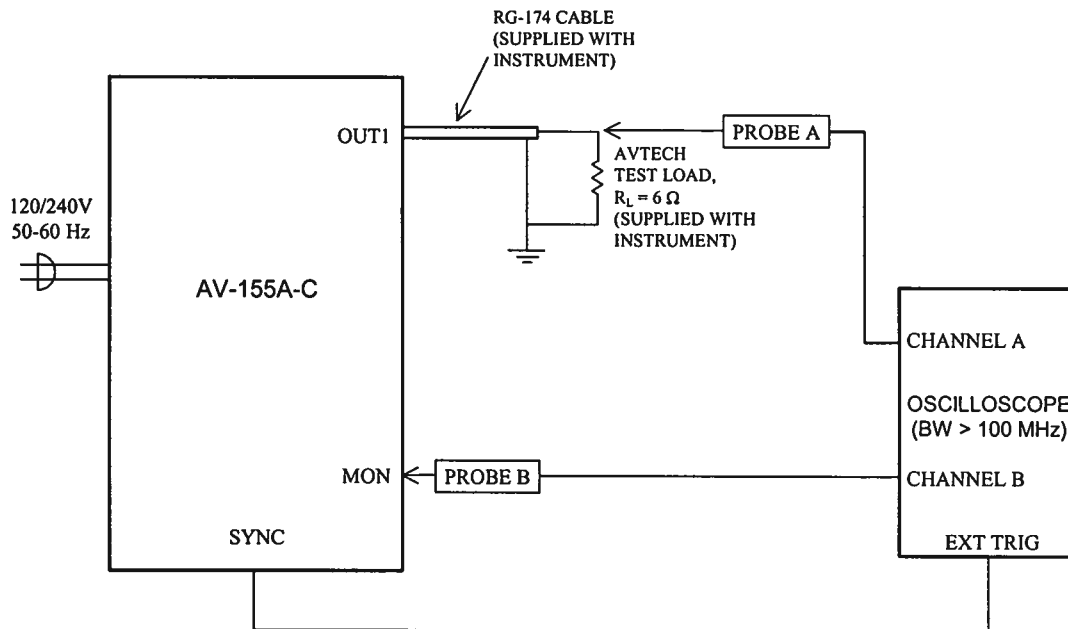 RG-174 CABLE
(SUPPLIED WITH
INSTRUMENT)
OUT1
PROBE A
AVTECH
TEST LOAD,
R_L = 6 Ω
(SUPPLIED WITH
INSTRUMENT)
120/240V
50-60 Hz
AV-155A-C
CHANNEL A
OSCILLOSCOPE
(BW > 100 MHz)
MON
PROBE B
CHANNEL B
SYNC
EXT TRIG